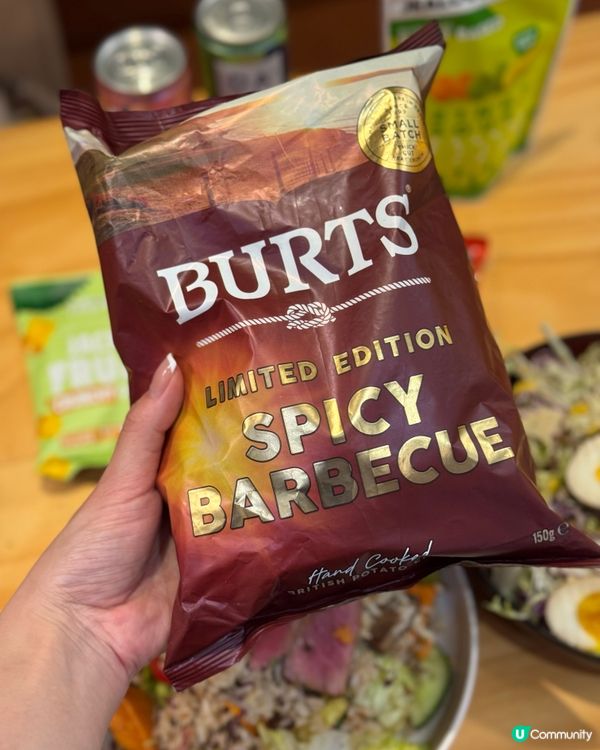 SMALL
BATCH
BURTS®
LIMITED EDITION
SPICY
BARBECUE
150g e
Hand Cooked
BRITISH POTATO
U Community